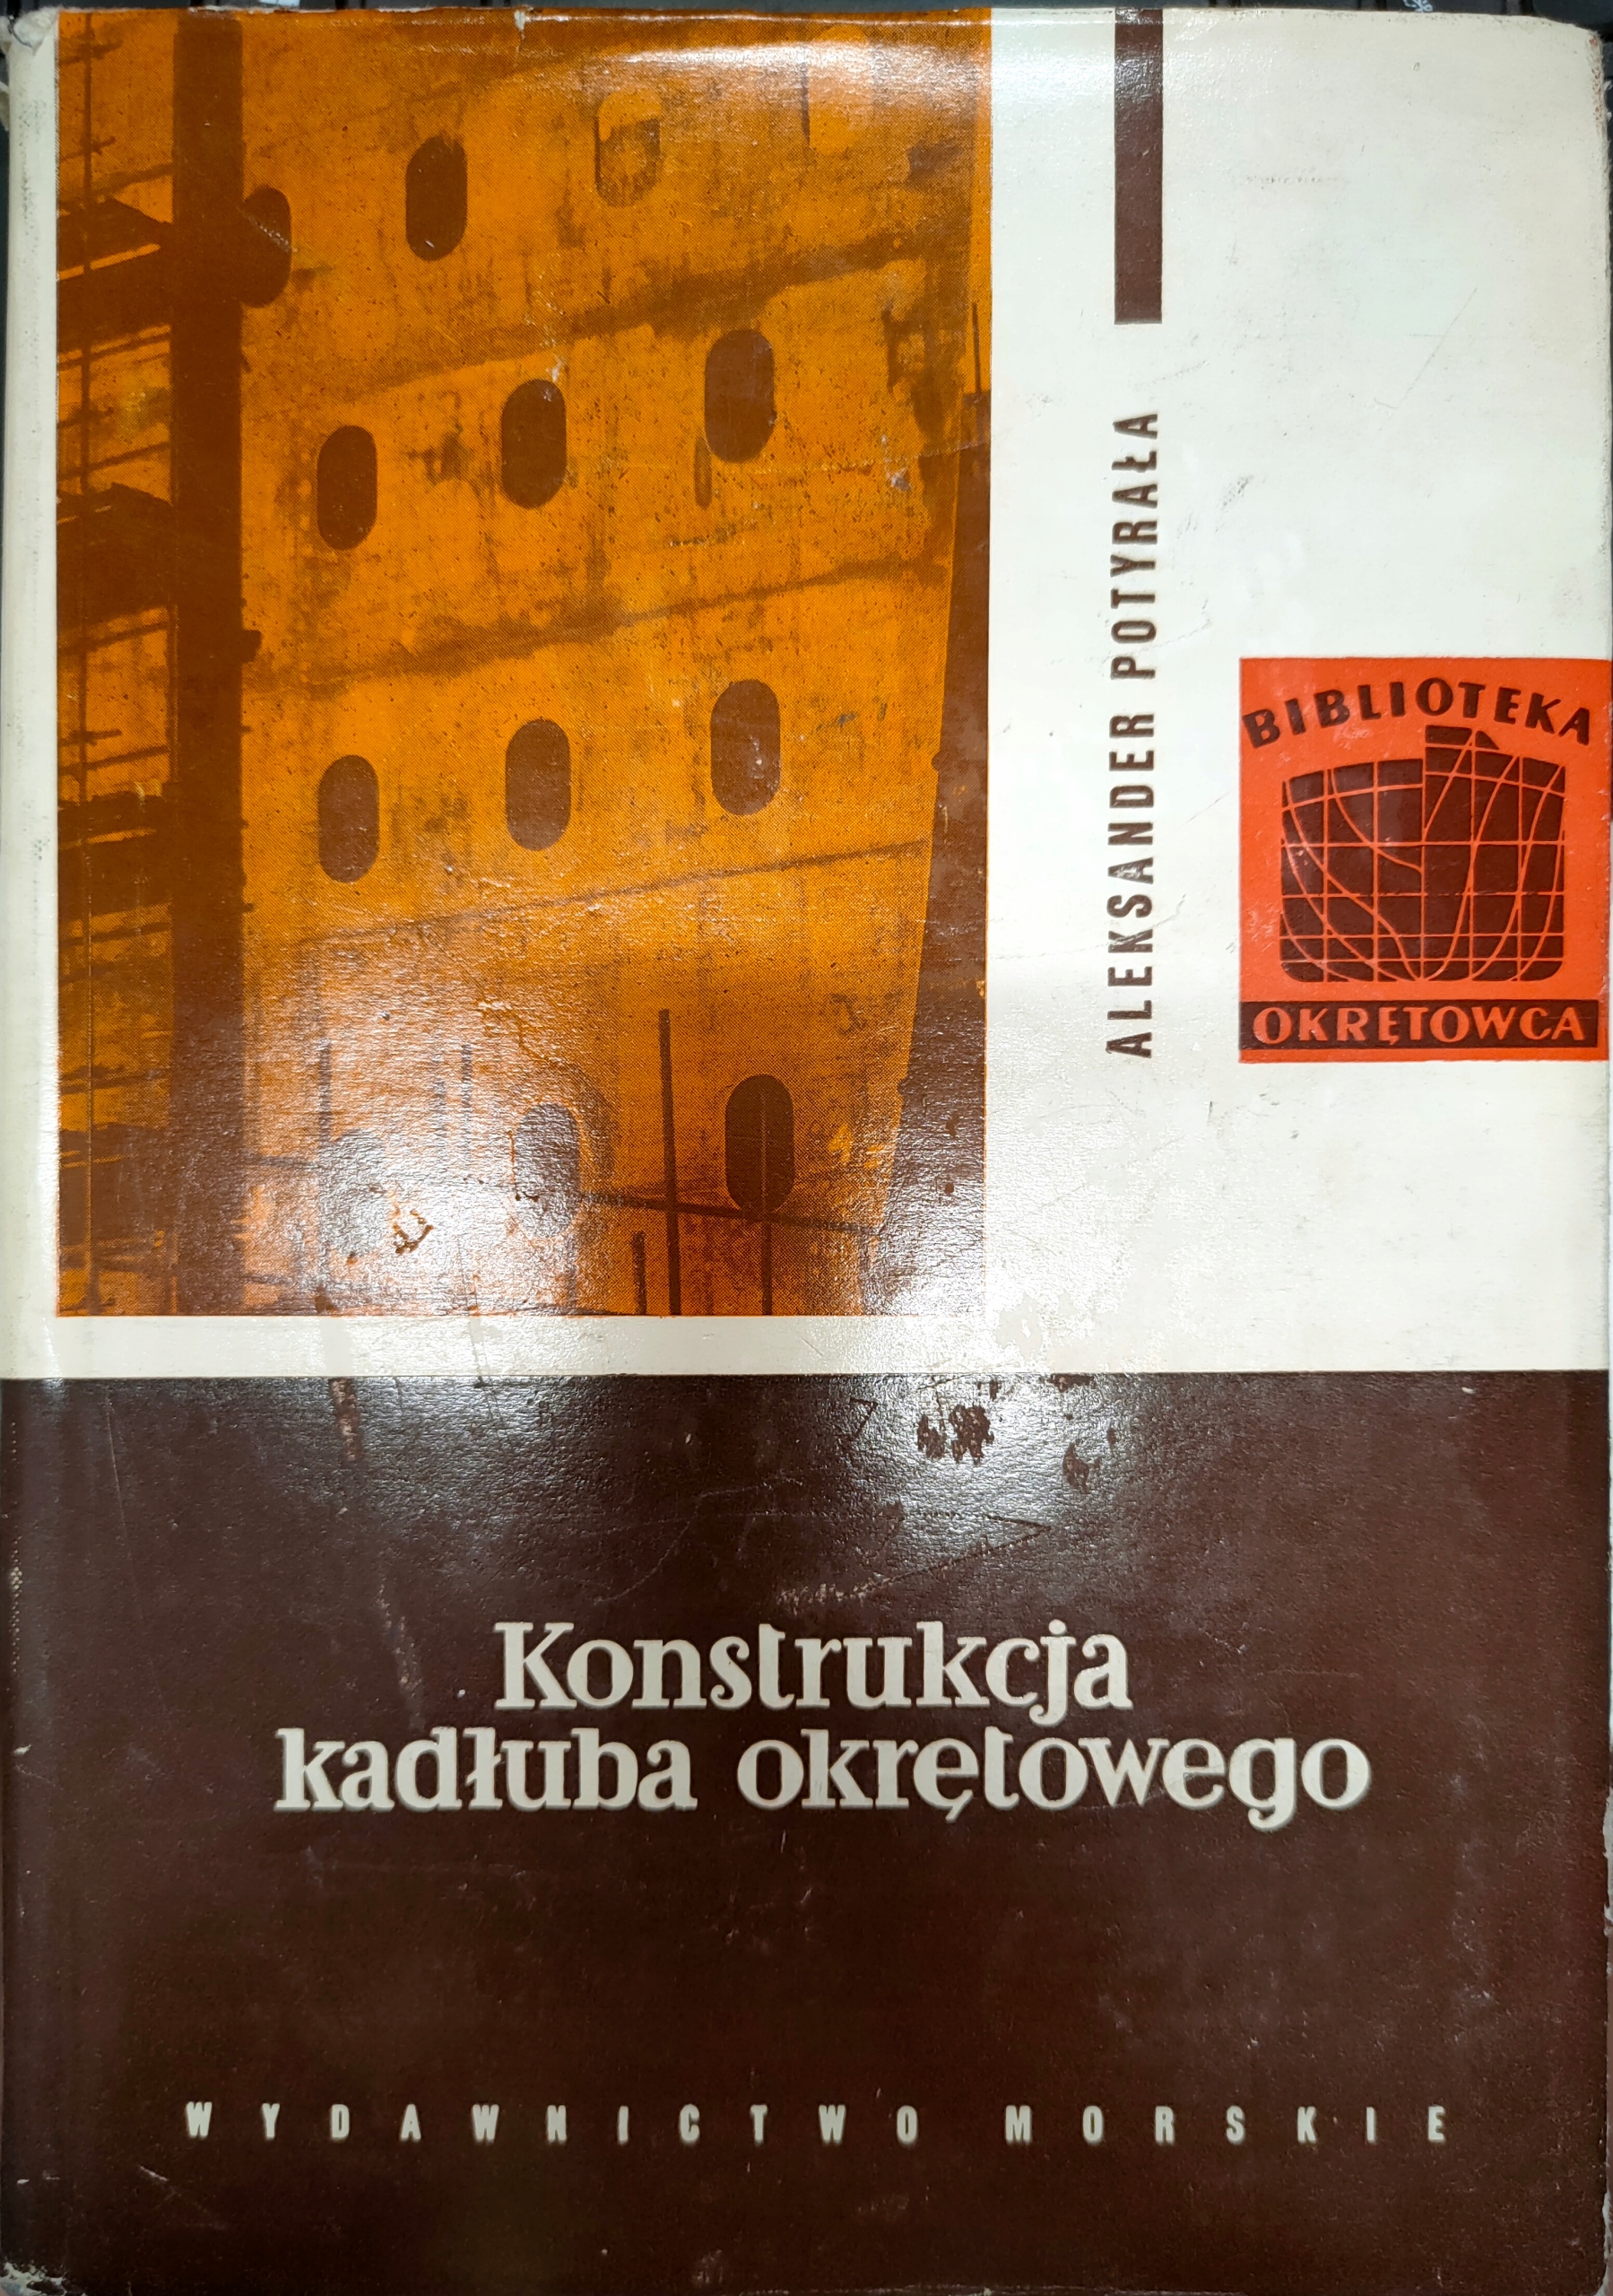 ALEKSANDER POTYRAŁA
BIBLIOTEKA
OKRĘTOWCA
Konstrukcja
kadłuba okrętowego
WYDAWNICTWO MORSKIE